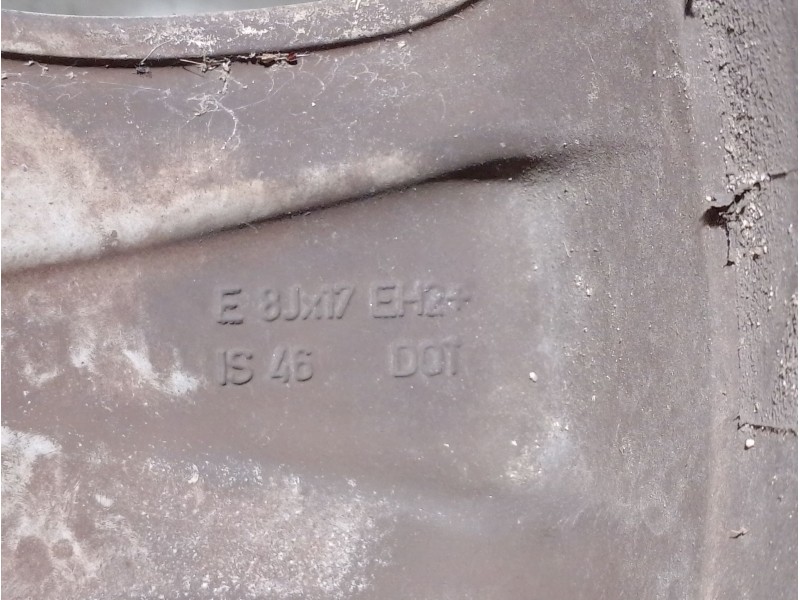 E 8Jx17 EH2+
IS 46 DOT